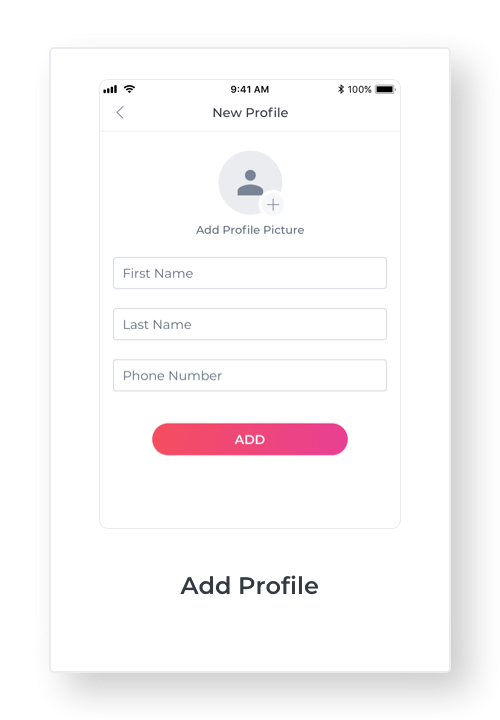 9:41 AM 100%
New Profile
Add Profile Picture
First Name
Last Name
Phone Number
ADD
Add Profile